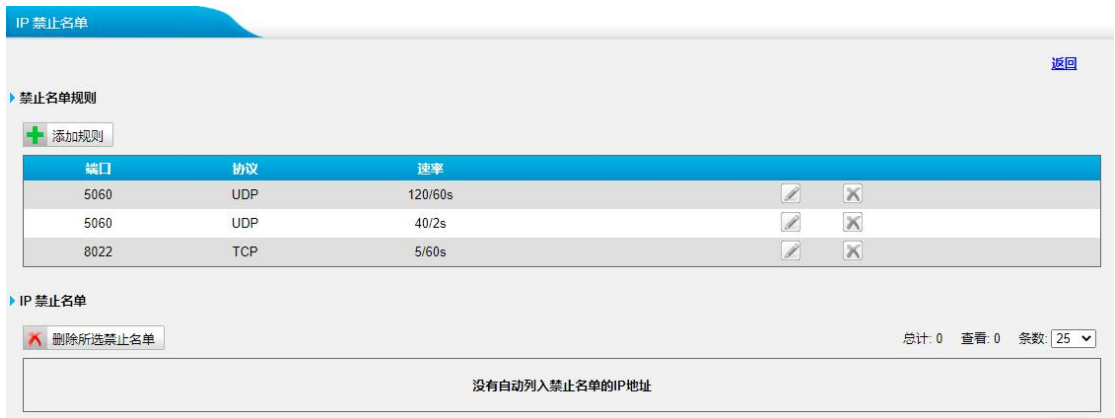 IP 禁止名单
返回
禁止名单规则
添加规则
端口 协议 速率
5060 UDP 120/60s
5060 UDP 40/2s
8022 TCP 5/60s
IP 禁止名单
删除所选禁止名单 总计: 0 查看: 0 条数: 25
没有自动列入禁止名单的IP地址